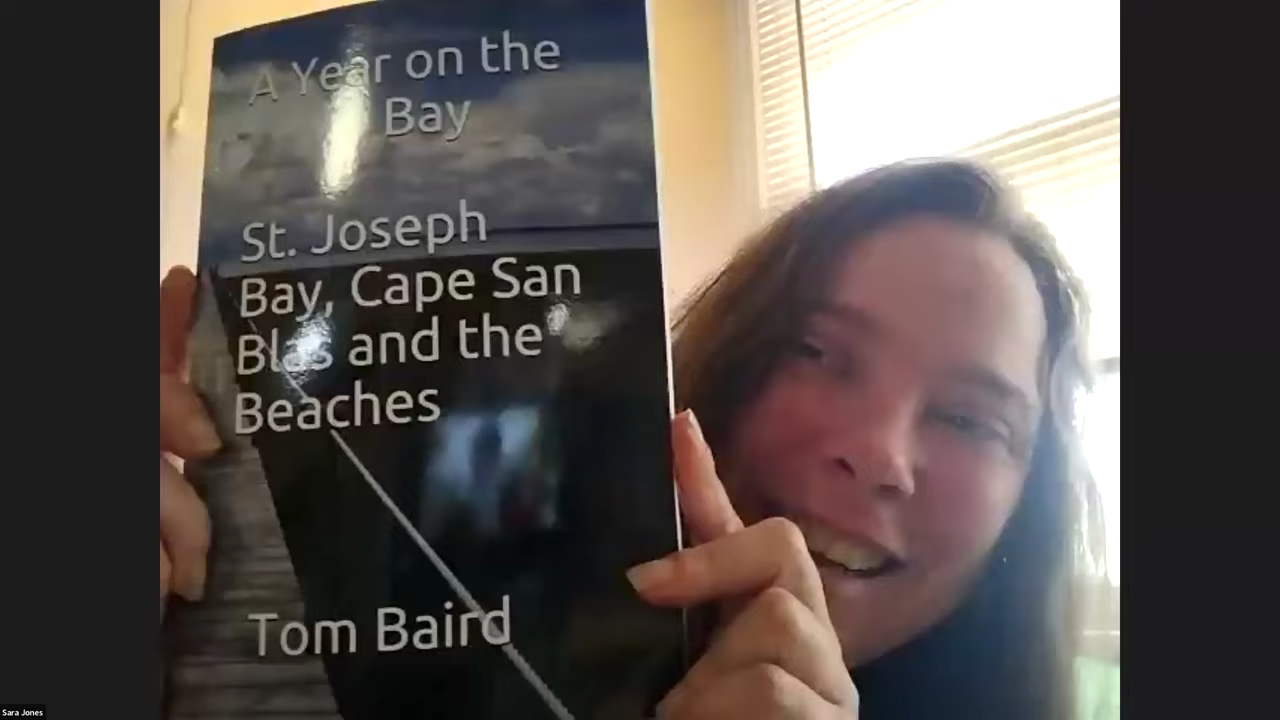 A Year on the
Bay
St. Joseph
Bay, Cape San
Blas and the
Beaches
Tom Baird
Sara Jones